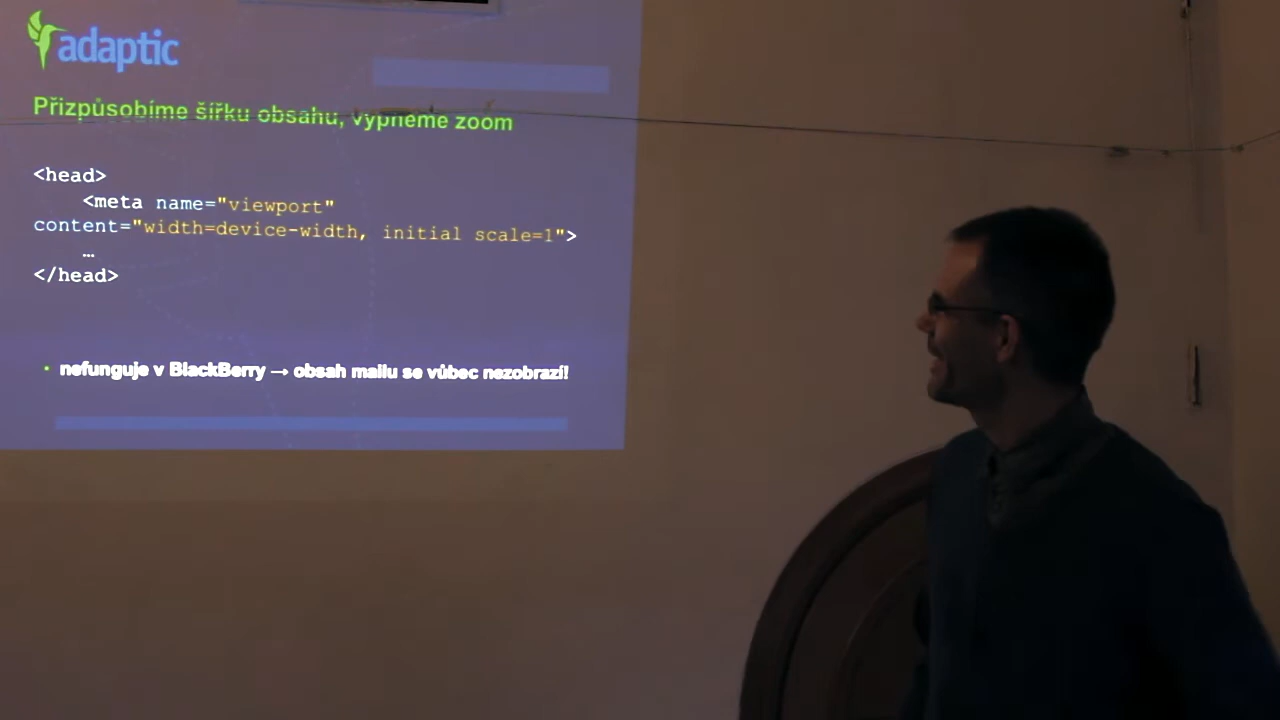 adaptic
Přizpůsobíme šířku obsahu, vypneme zoom
<head>
<meta name="viewport"
content="width=device-width, initial scale=1">
…
</head>
• nefunguje v BlackBerry → obsah mailu se vůbec nezobrazí!